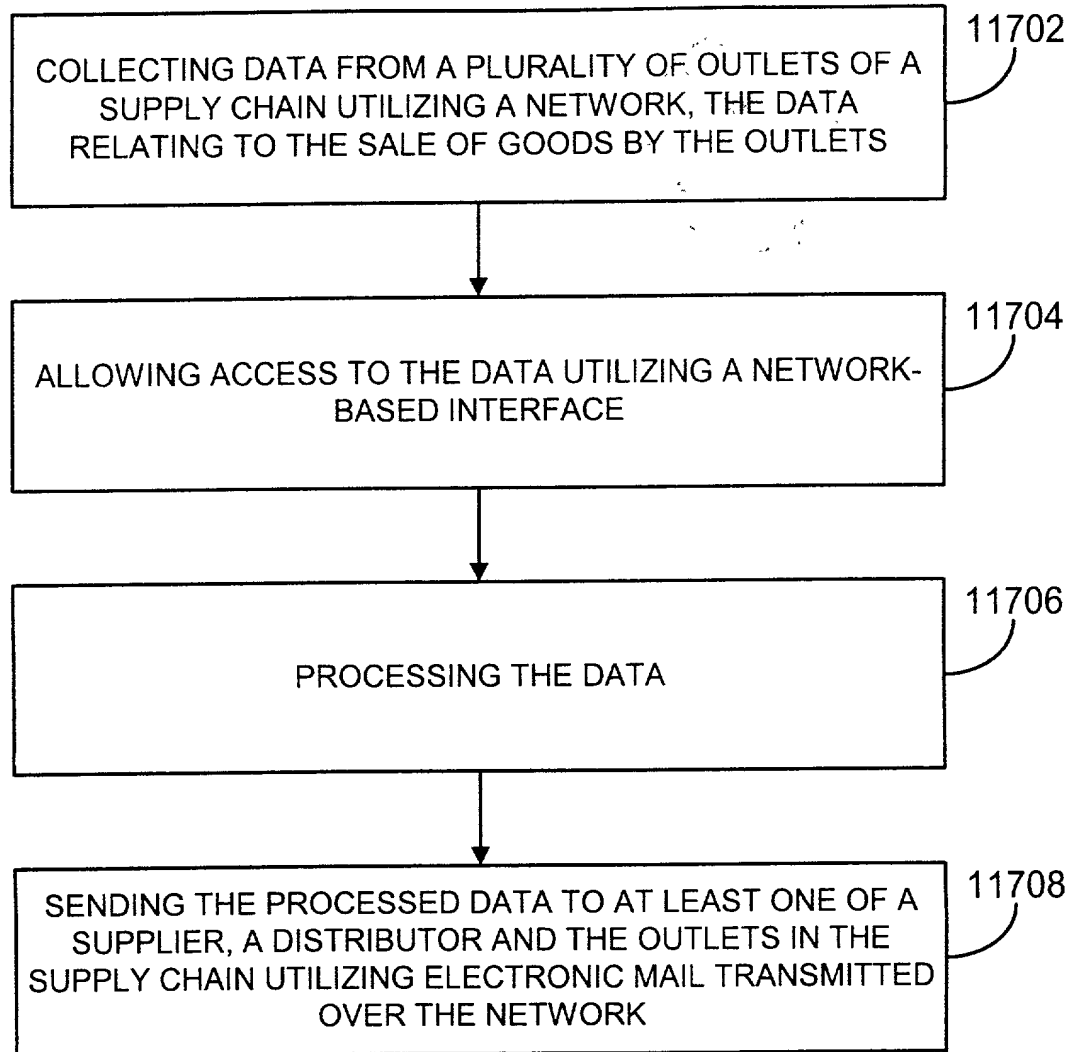 11702
COLLECTING DATA FROM A PLURALITY OF OUTLETS OF A
SUPPLY CHAIN UTILIZING A NETWORK, THE DATA
RELATING TO THE SALE OF GOODS BY THE OUTLETS
11704
ALLOWING ACCESS TO THE DATA UTILIZING A NETWORK-
BASED INTERFACE
11706
PROCESSING THE DATA
11708
SENDING THE PROCESSED DATA TO AT LEAST ONE OF A
SUPPLIER, A DISTRIBUTOR AND THE OUTLETS IN THE
SUPPLY CHAIN UTILIZING ELECTRONIC MAIL TRANSMITTED
OVER THE NETWORK